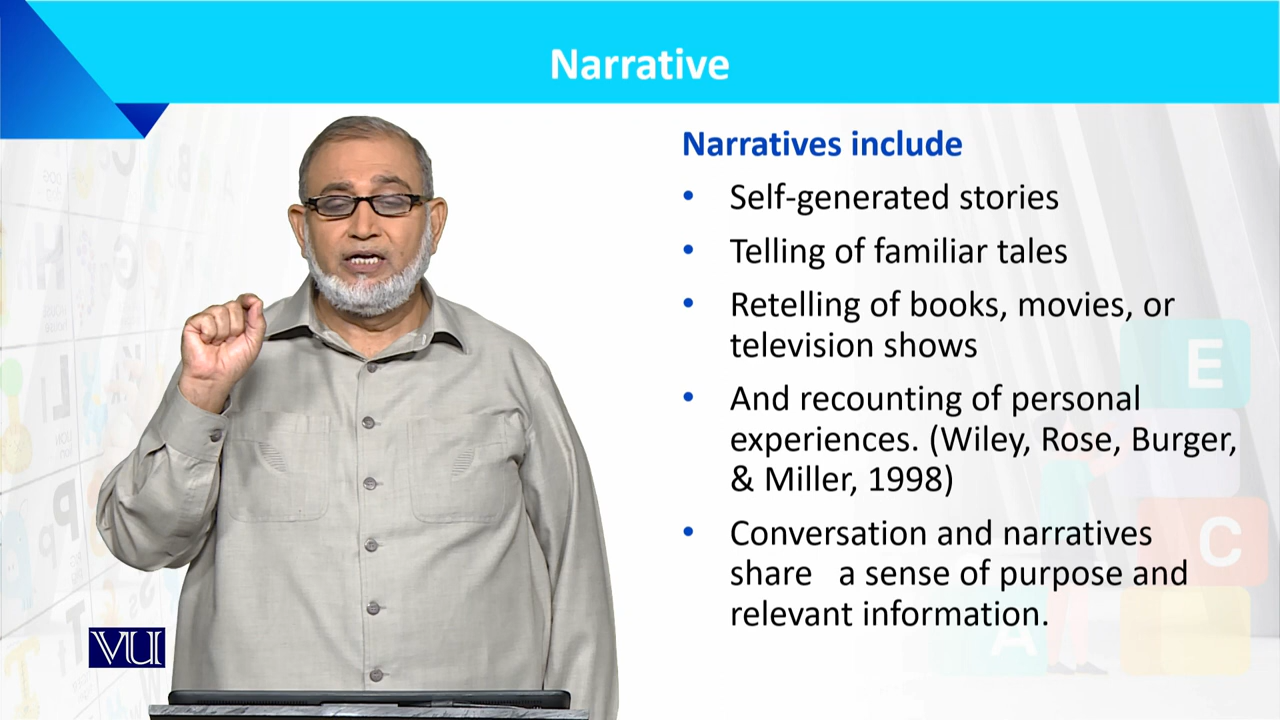 Narrative
Narratives include
• Self-generated stories
• Telling of familiar tales
• Retelling of books, movies, or
television shows
• And recounting of personal
experiences. (Wiley, Rose, Burger,
& Miller, 1998)
• Conversation and narratives
share a sense of purpose and
relevant information.
VU
E
C
A